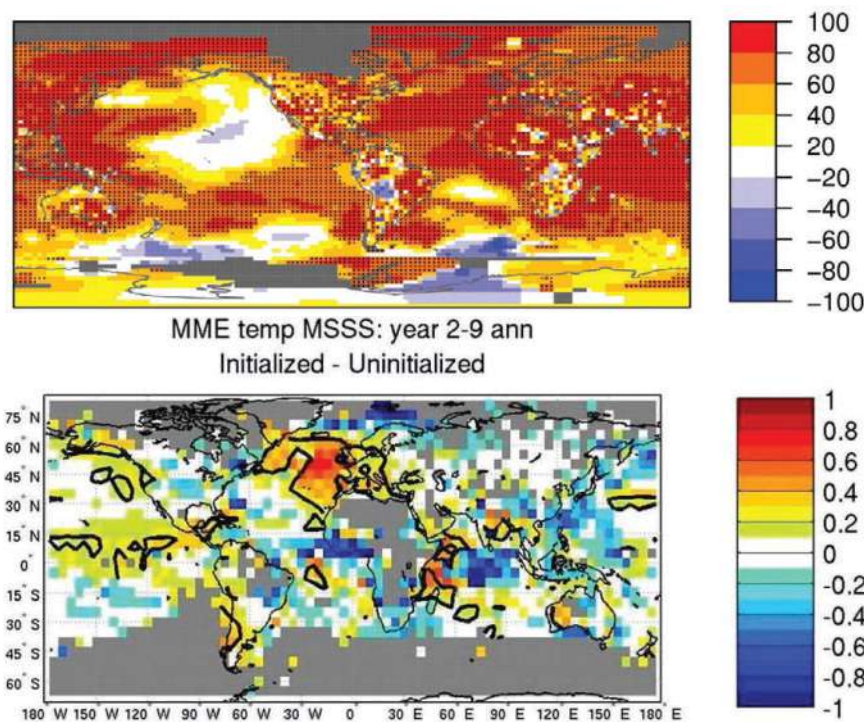 100
80
60
40
20
-20
-40
-60
-80
-100
MME temp MSSS: year 2-9 ann
Initialized - Uninitialized
75° N
60° N
45° N
30° N
15° N
0°
15° S
30° S
45° S
60° S
180 W 150 W 120 W 90 W 60 W 30 W 0 30 E 60 E 90 E 120 E 150 E 180 E
1
0.8
0.6
0.4
0.2
0
-0.2
-0.4
-0.6
-0.8
-1